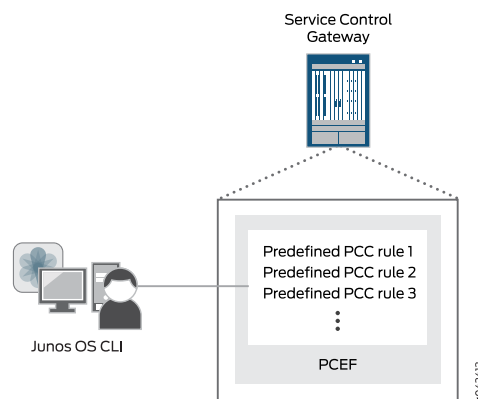 Service Control
Gateway
Predefined PCC rule 1
Predefined PCC rule 2
Predefined PCC rule 3
Junos OS CLI
PCEF